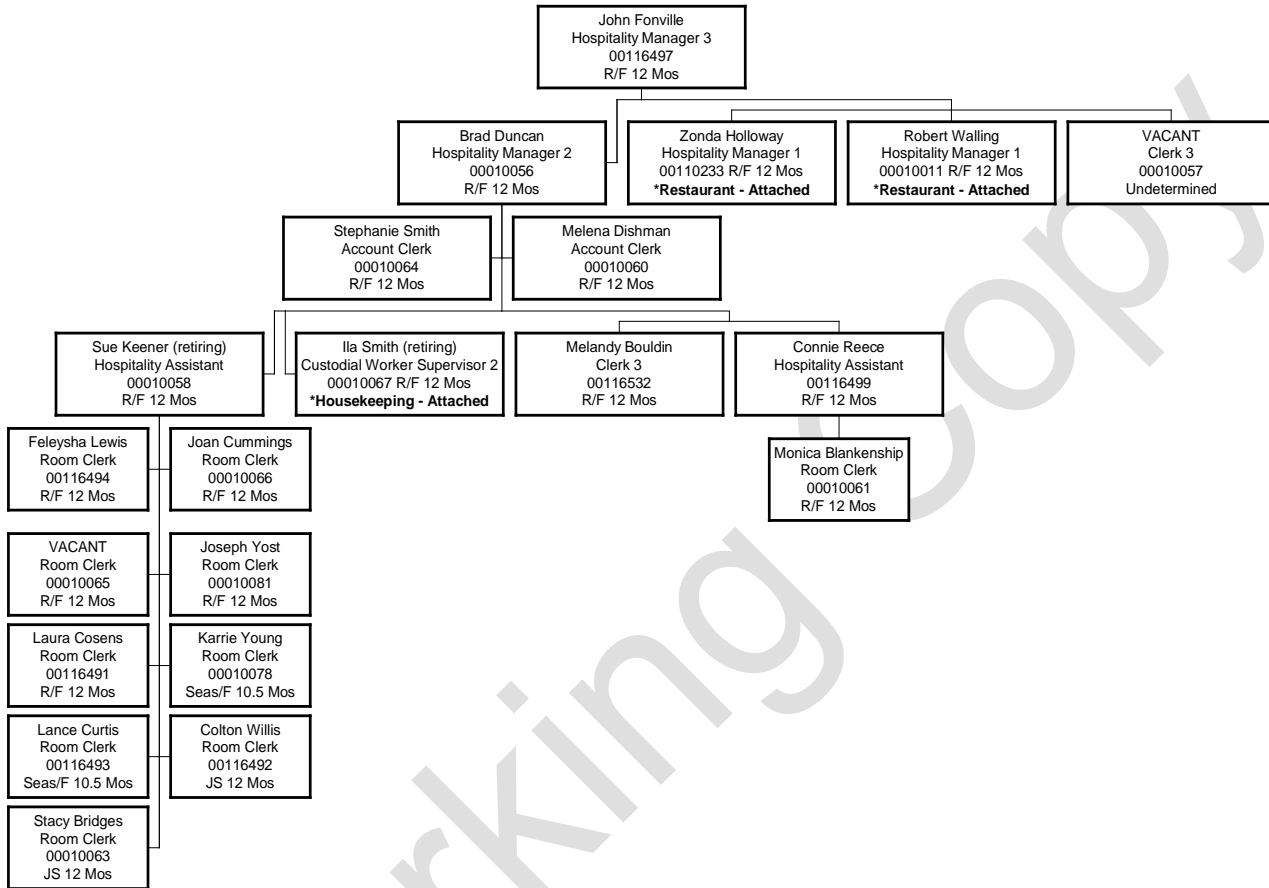 John Fonville
Hospitality Manager 3
00116497
R/F 12 Mos
Brad Duncan
Hospitality Manager 2
00010056
R/F 12 Mos
Zonda Holloway
Hospitality Manager 1
00110233 R/F 12 Mos
*Restaurant - Attached
Robert Walling
Hospitality Manager 1
00010011 R/F 12 Mos
*Restaurant - Attached
VACANT
Clerk 3
00010057
Undetermined
Stephanie Smith
Account Clerk
00010064
R/F 12 Mos
Melena Dishman
Account Clerk
00010060
R/F 12 Mos
Sue Keener (retiring)
Hospitality Assistant
00010058
R/F 12 Mos
Ila Smith (retiring)
Custodial Worker Supervisor 2
00010067 R/F 12 Mos
*Housekeeping - Attached
Melandy Bouldin
Clerk 3
00116532
R/F 12 Mos
Connie Reece
Hospitality Assistant
00116499
R/F 12 Mos
Feleysha Lewis
Room Clerk
00116494
R/F 12 Mos
Joan Cummings
Room Clerk
00010066
R/F 12 Mos
Monica Blankenship
Room Clerk
00010061
R/F 12 Mos
VACANT
Room Clerk
00010065
R/F 12 Mos
Joseph Yost
Room Clerk
00010081
R/F 12 Mos
Laura Cosens
Room Clerk
00116491
R/F 12 Mos
Karrie Young
Room Clerk
00010078
Seas/F 10.5 Mos
Lance Curtis
Room Clerk
00116493
Seas/F 10.5 Mos
Colton Willis
Room Clerk
00116492
JS 12 Mos
Stacy Bridges
Room Clerk
00010063
JS 12 Mos
rking Copy